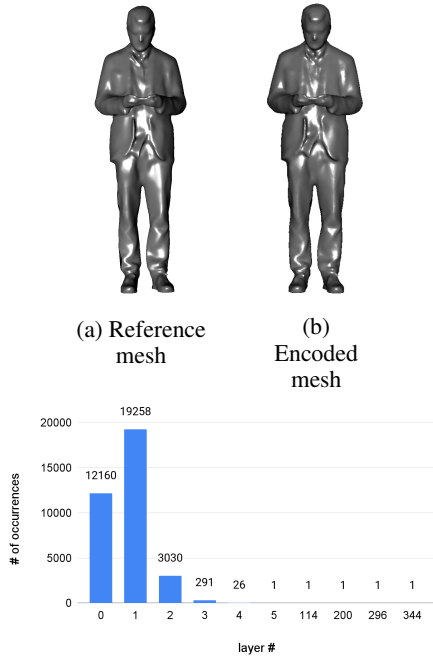 (a) Reference
mesh
(b)
Encoded
mesh
# of occurrences
20000
15000
10000
5000
0
12160
19258
3030
291
26
1
1
1
1
1
0 1 2 3 4 5 114 200 296 344
layer #